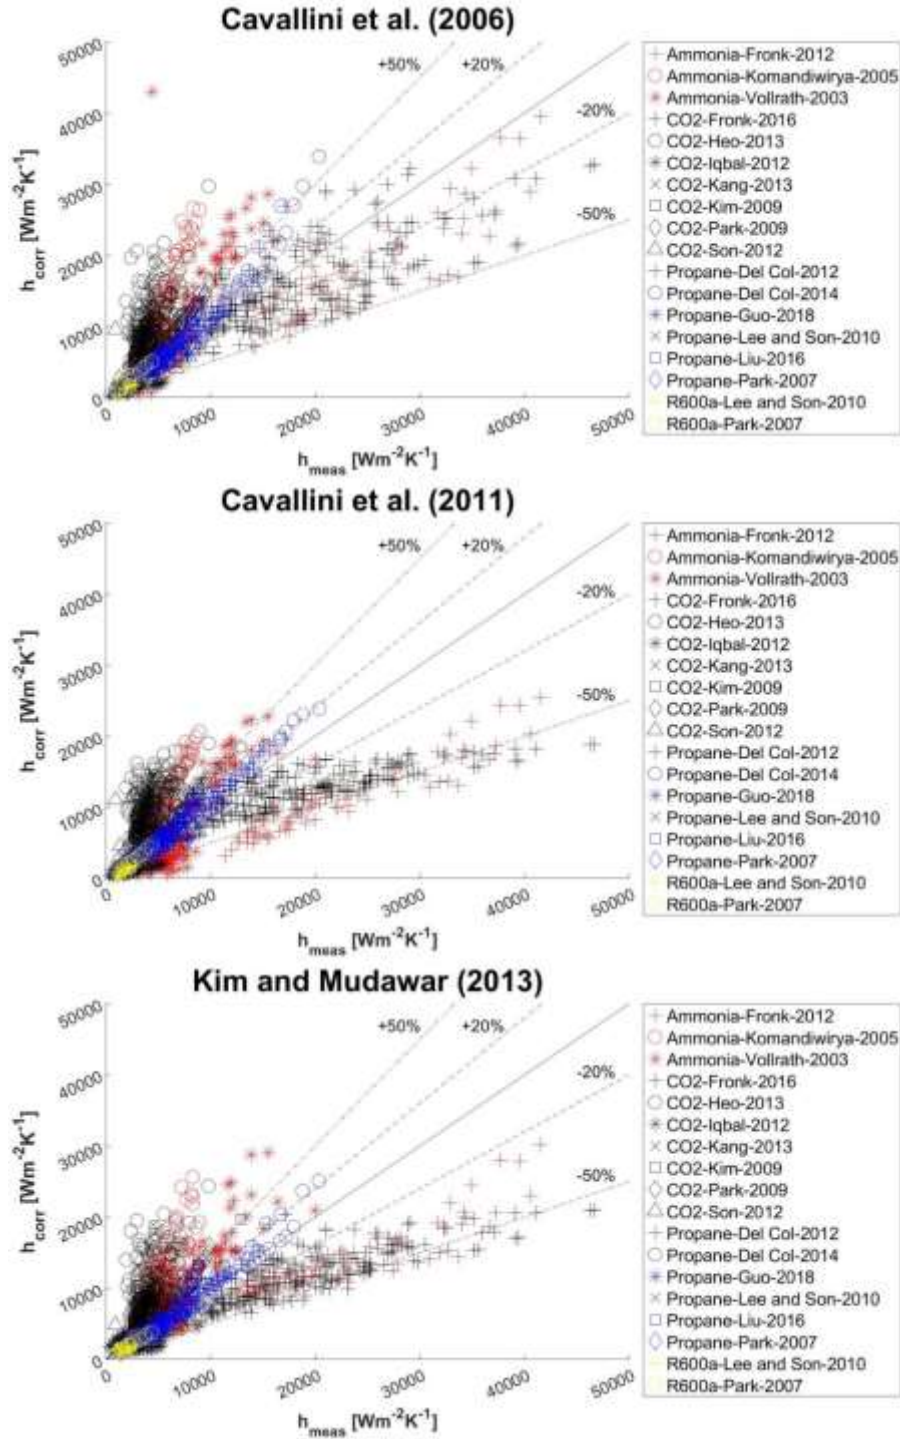 Cavallini et al. (2006)
50000
40000
30000
20000
10000
0
h_corr [Wm^-2K^-1]
+50%
+20%
-20%
-50%
0
10000
20000
30000
40000
50000
h_meas [Wm^-2K^-1]
Ammonia-Fronk-2012
Ammonia-Komandiwirya-2005
Ammonia-Vollrath-2003
CO2-Fronk-2016
CO2-Heo-2013
CO2-Iqbal-2012
CO2-Kang-2013
CO2-Kim-2009
CO2-Park-2009
CO2-Son-2012
Propane-Del Col-2012
Propane-Del Col-2014
Propane-Guo-2018
Propane-Lee and Son-2010
Propane-Liu-2016
Propane-Park-2007
R600a-Lee and Son-2010
R600a-Park-2007
Cavallini et al. (2011)
50000
40000
30000
20000
10000
0
h_corr [Wm^-2K^-1]
+50%
+20%
-20%
-50%
0
10000
20000
30000
40000
50000
h_meas [Wm^-2K^-1]
Ammonia-Fronk-2012
Ammonia-Komandiwirya-2005
Ammonia-Vollrath-2003
CO2-Fronk-2016
CO2-Heo-2013
CO2-Iqbal-2012
CO2-Kang-2013
CO2-Kim-2009
CO2-Park-2009
CO2-Son-2012
Propane-Del Col-2012
Propane-Del Col-2014
Propane-Guo-2018
Propane-Lee and Son-2010
Propane-Liu-2016
Propane-Park-2007
R600a-Lee and Son-2010
R600a-Park-2007
Kim and Mudawar (2013)
50000
40000
30000
20000
10000
0
h_corr [Wm^-2K^-1]
+50%
+20%
-20%
-50%
0
10000
20000
30000
40000
50000
h_meas [Wm^-2K^-1]
Ammonia-Fronk-2012
Ammonia-Komandiwirya-2005
Ammonia-Vollrath-2003
CO2-Fronk-2016
CO2-Heo-2013
CO2-Iqbal-2012
CO2-Kang-2013
CO2-Kim-2009
CO2-Park-2009
CO2-Son-2012
Propane-Del Col-2012
Propane-Del Col-2014
Propane-Guo-2018
Propane-Lee and Son-2010
Propane-Liu-2016
Propane-Park-2007
R600a-Lee and Son-2010
R600a-Park-2007